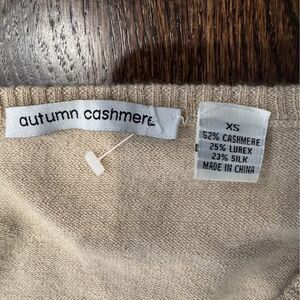 autumn cashmere
XS
52% CASHMERE
25% LUREX
23% SILK
MADE IN CHINA